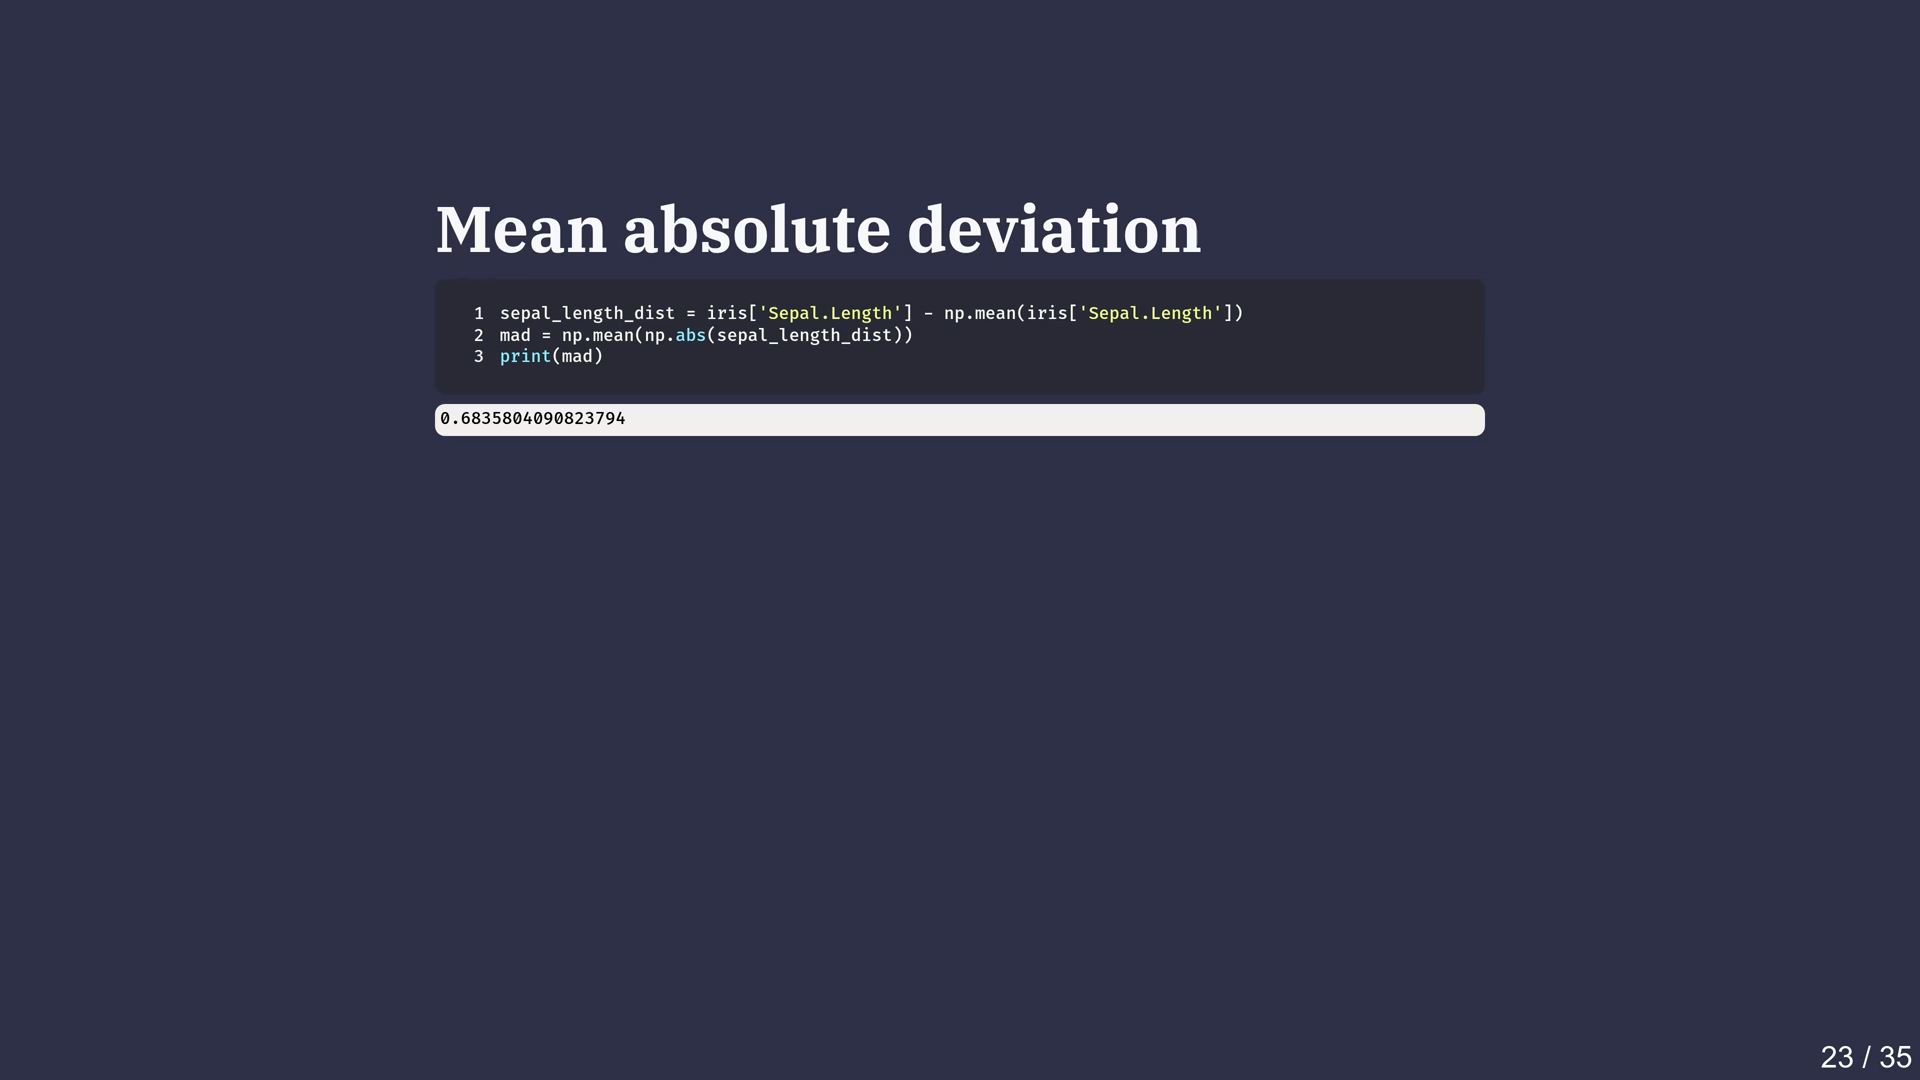 Mean absolute deviation
1 sepal_length_dist = iris['Sepal.Length'] - np.mean(iris['Sepal.Length'])
2 mad = np.mean(np.abs(sepal_length_dist))
3 print(mad)
0.6835804090823794
23 / 35